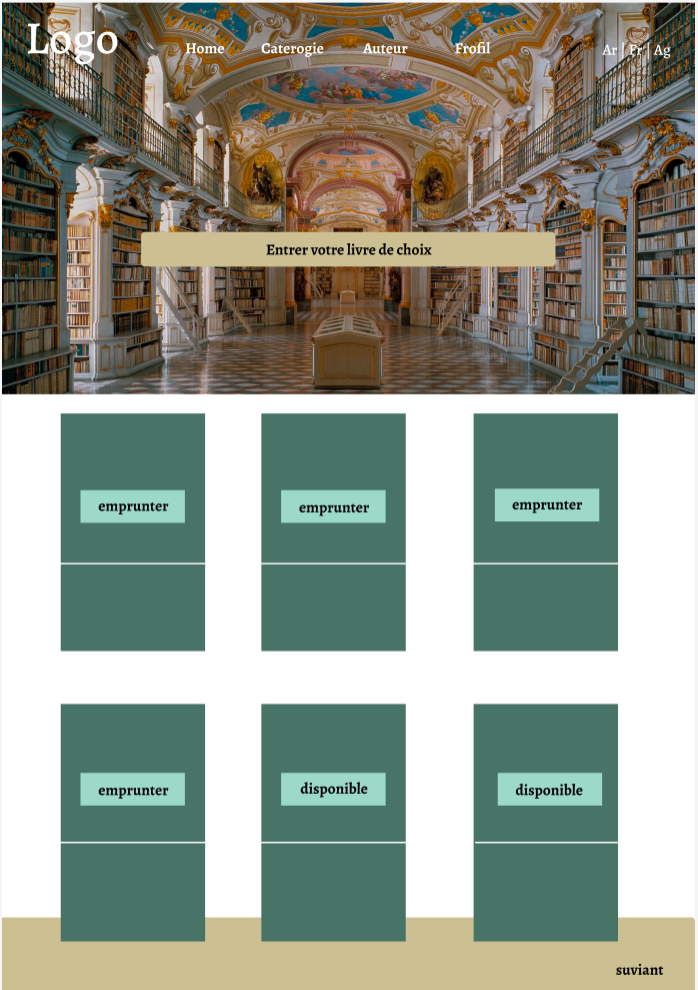 Logo
Home Caterogie Auteur Frofil Ar | Fr | Ag
Entrer votre livre de choix
emprunter emprunter emprunter
emprunter disponible disponible
suviant